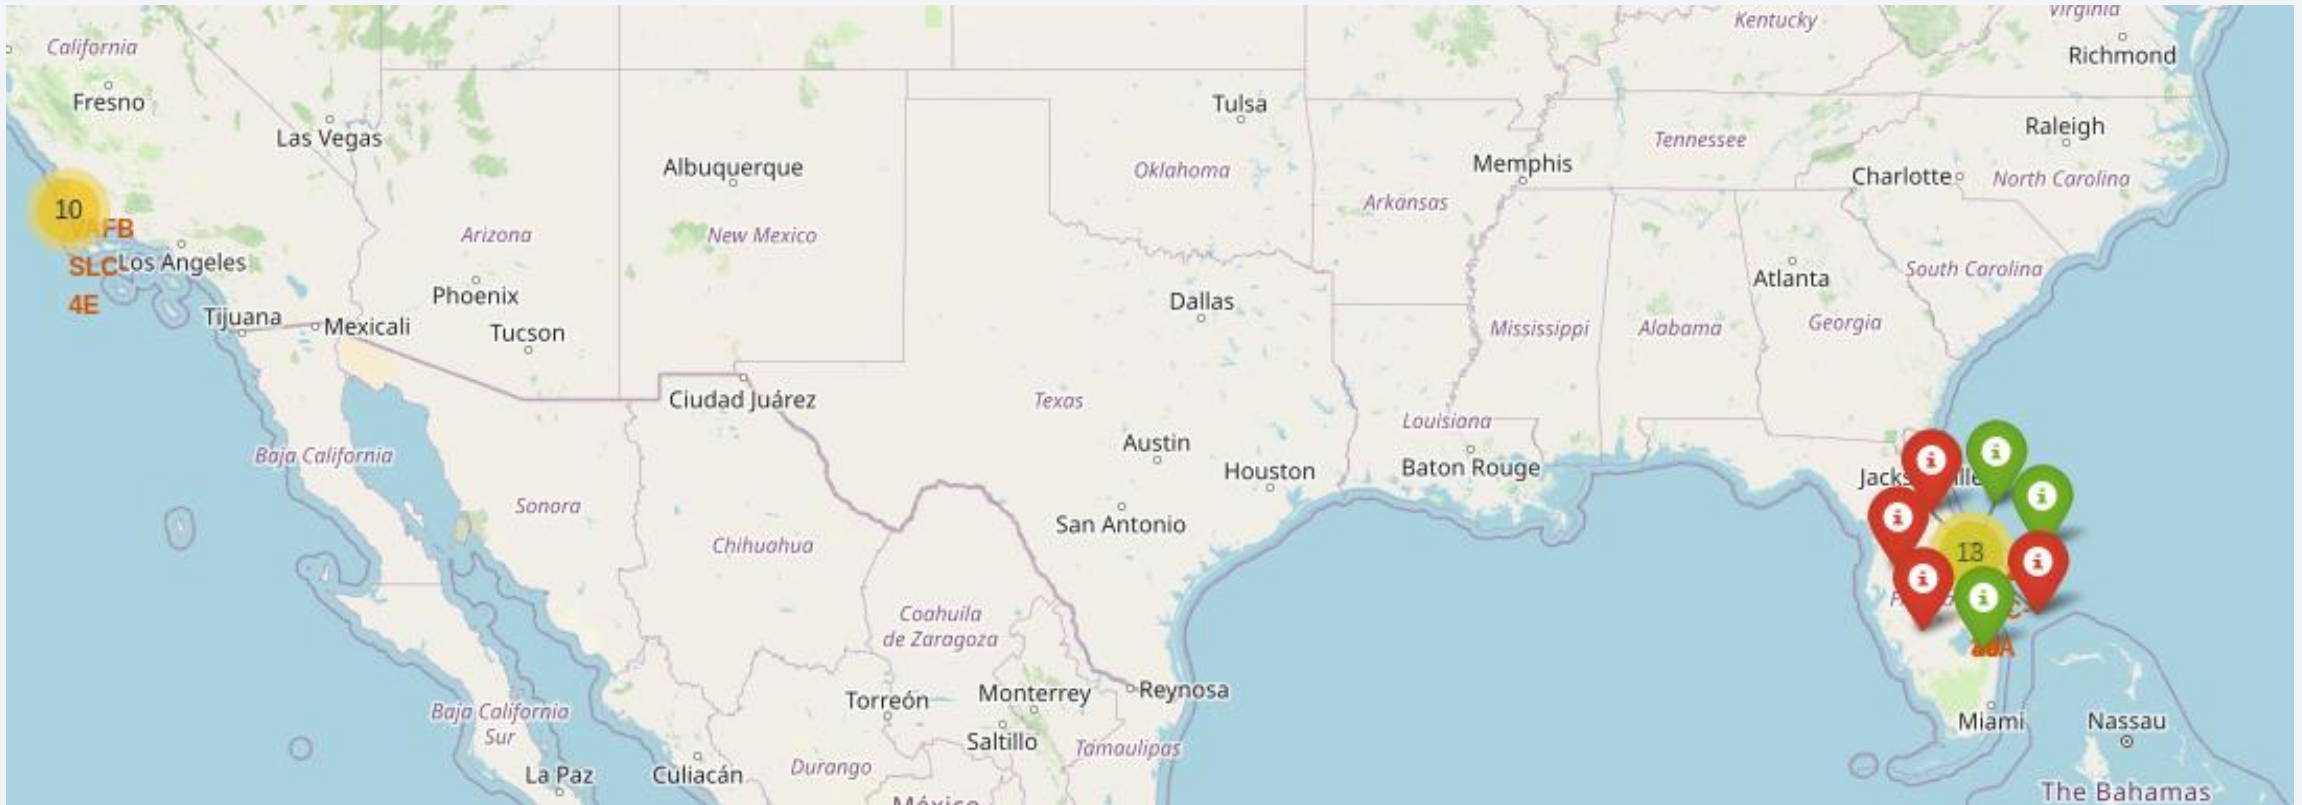 California
Fresno
Las Vegas
10
VAFB
SLC-
4E
Los Angeles
Tijuana
Mexicali
Arizona
Phoenix
Tucson
Albuquerque
New Mexico
Ciudad Juárez
Baja California
Sonora
Chihuahua
Coahuila
de Zaragoza
Baja California
Sur
La Paz
Culiacán
Durango
Torreón
Monterrey
Saltillo
Reynosa
Tamaulipas
México
Tulsa
Oklahoma
Dallas
Texas
Austin
Houston
San Antonio
Arkansas
Memphis
Louisiana
Baton Rouge
Mississippi
Alabama
Tennessee
Kentucky
Virginia
Richmond
Raleigh
Charlotte
North Carolina
South Carolina
Atlanta
Georgia
13
Miami
Nassau
The Bahamas